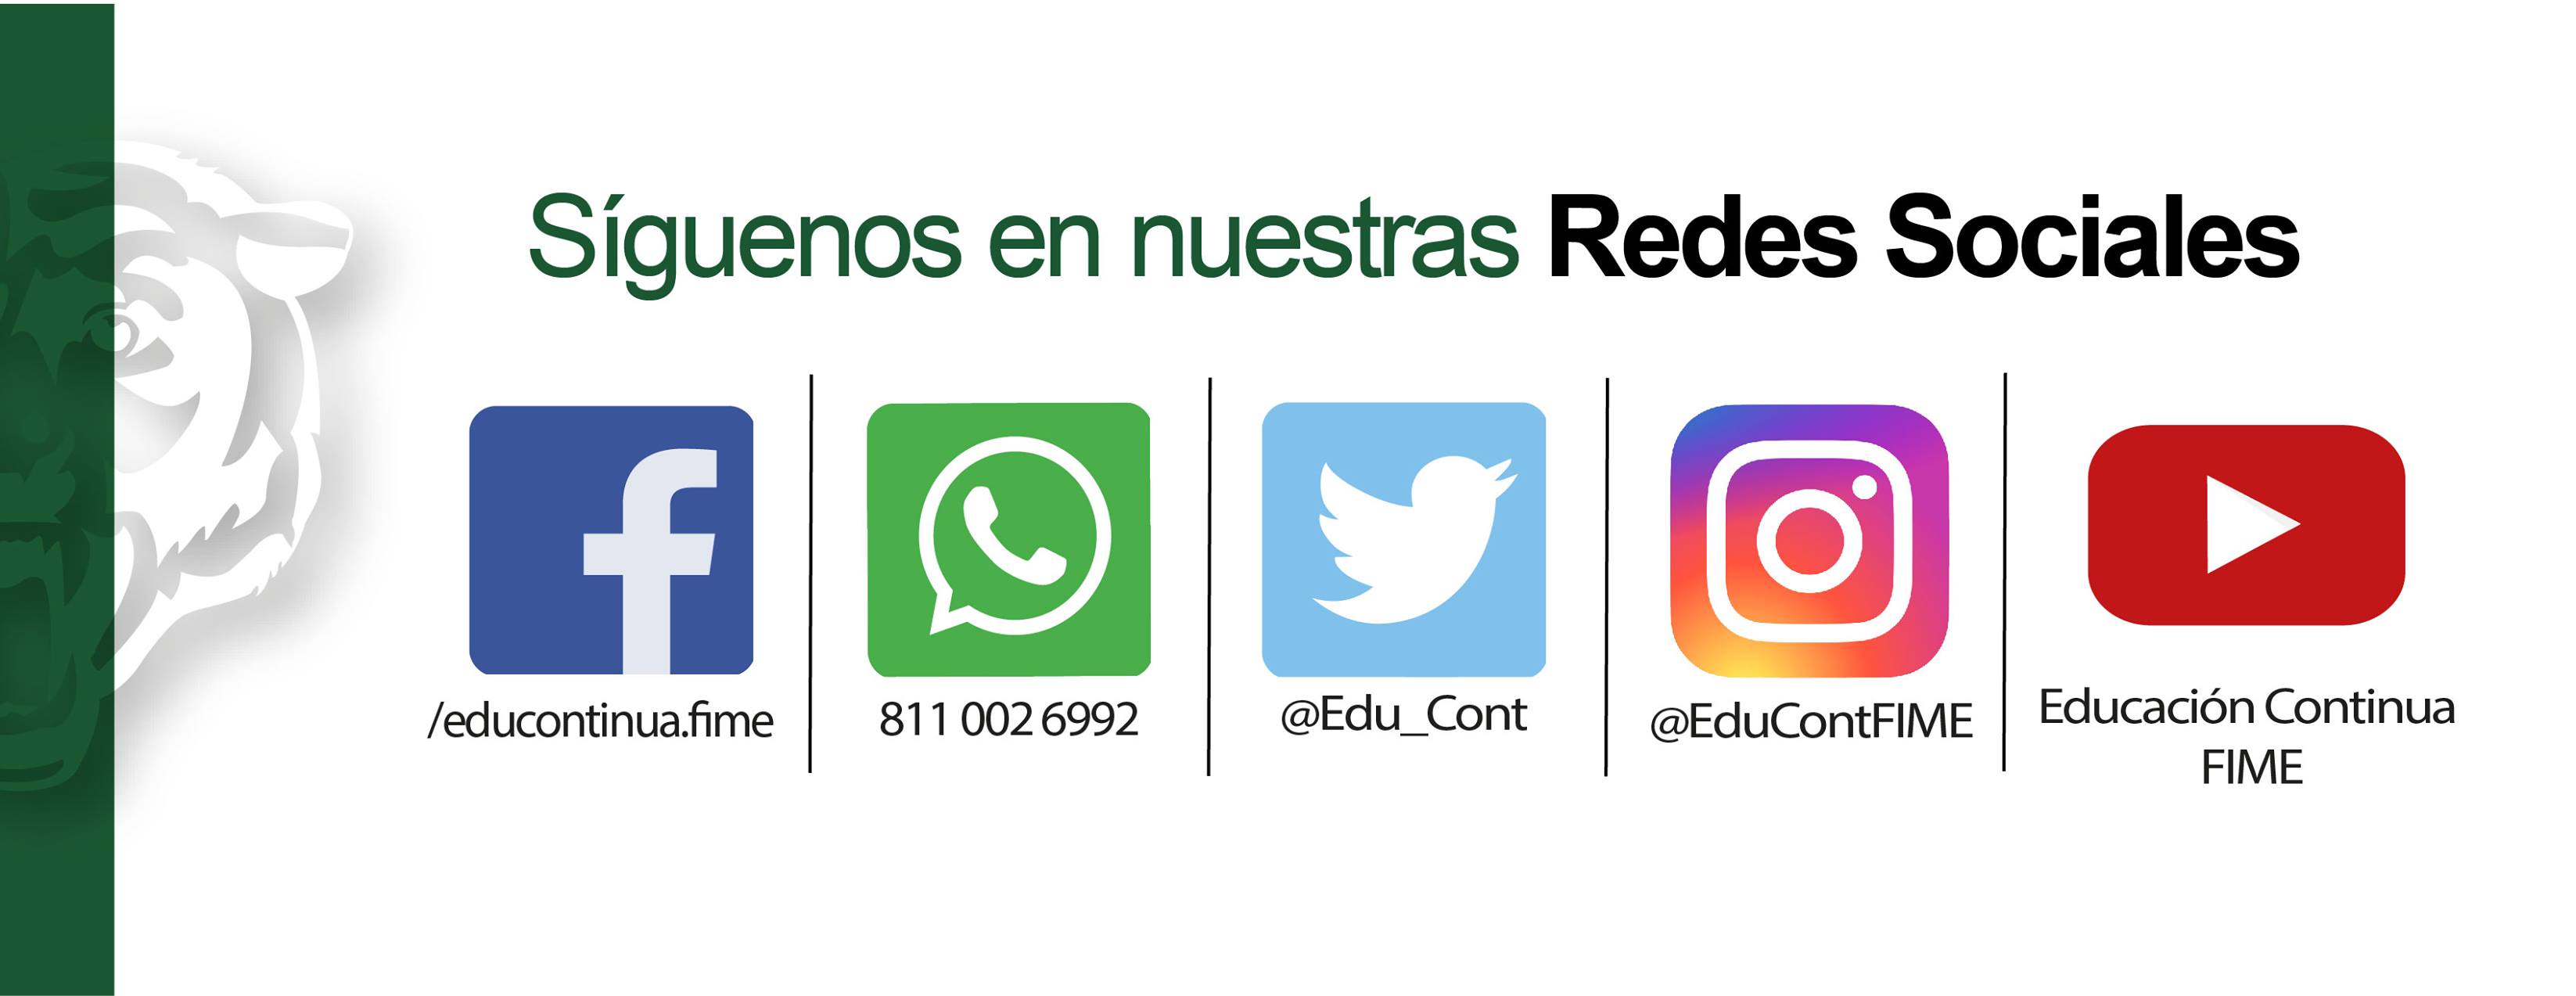 Síguenos en nuestras Redes Sociales
/educontinua.fime
811 002 6992
@Edu_Cont
@EduContFIME
Educación Continua
FIME